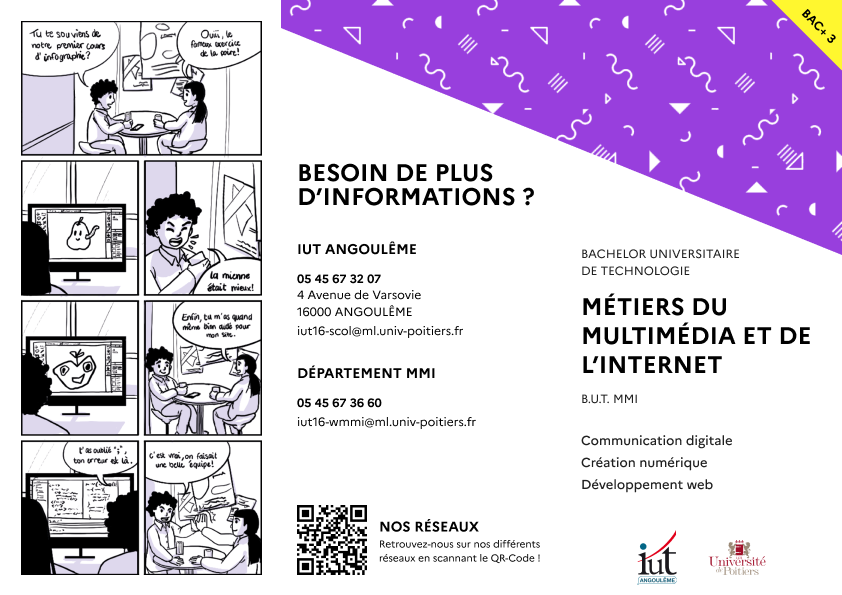 Tu te souviens de
notre premier cours
d'infographie?
Ouii, le
fameux exercice
de la poire!
la mienne
était mieux!
Enfin, tu m'as quand
même bien aidé pour
mon site.
t'as oublié ";",
ton erreur est là.
C'est vrai, on faisait
une belle équipe!
BESOIN DE PLUS
D'INFORMATIONS ?
IUT ANGOULÊME
05 45 67 32 07
4 Avenue de Varsovie
16000 ANGOULÊME
iut16-scol@ml.univ-poitiers.fr
DÉPARTEMENT MMI
05 45 67 36 60
iut16-wmmi@ml.univ-poitiers.fr
NOS RÉSEAUX
Retrouvez-nous sur nos différents
réseaux en scannant le QR-Code !
BAC+ 3
BACHELOR UNIVERSITAIRE
DE TECHNOLOGIE
MÉTIERS DU
MULTIMÉDIA ET DE
L'INTERNET
B.U.T. MMI
Communication digitale
Création numérique
Développement web
iut
ANGOULÊME
Université
de Poitiers